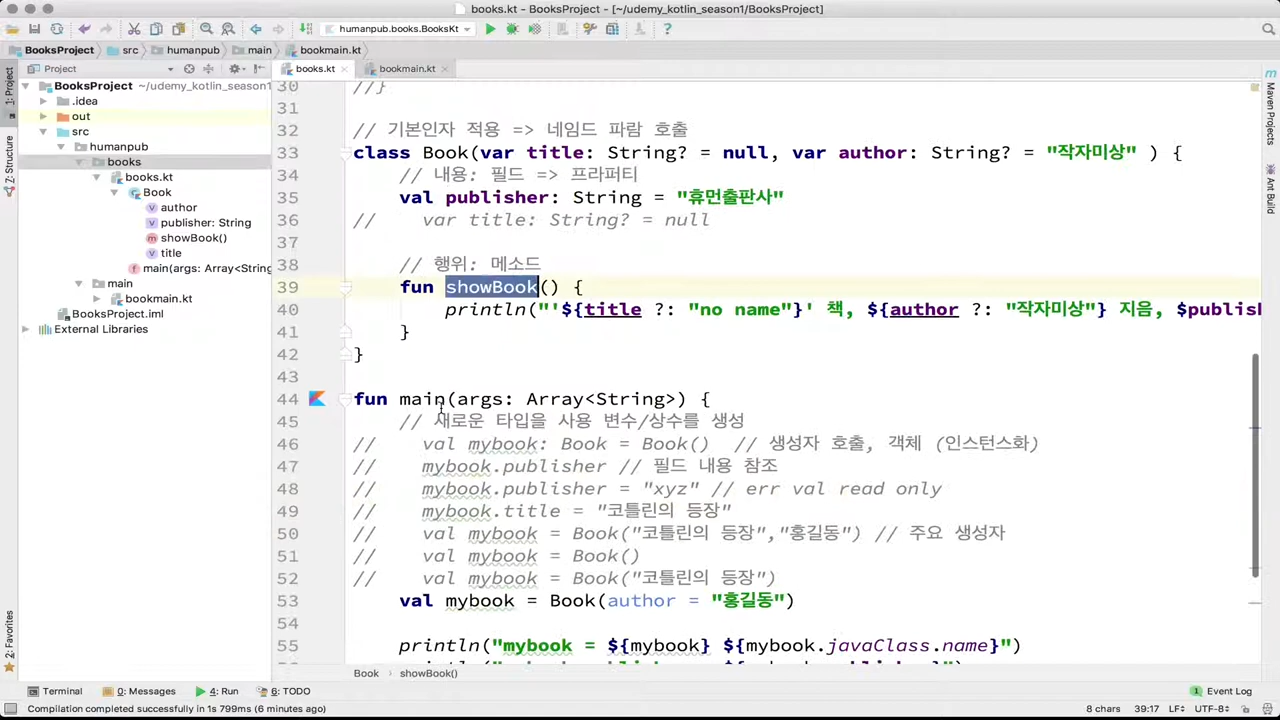 books.kt - BooksProject - [~/udemy_kotlin_season1/BooksProject]
humanpub.books.BooksKt
BooksProject
src
humanpub
main
bookmain.kt
Project
books.kt
bookmain.kt
BooksProject ~/udemy_kotlin_season1
.idea
out
src
humanpub
books
books.kt
Book
author
publisher: String
showBook()
title
main(args: Array<String
main
bookmain.kt
BooksProject.iml
External Libraries
1: Project
7: Structure
2: Favorites
30 //}
31
32 // 기본인자 적용 => 네임드 파람 호출
33 class Book(var title: String? = null, var author: String? = "작자미상" ) {
34 // 내용: 필드 => 프라퍼티
35 val publisher: String = "휴먼출판사"
36 // var title: String? = null
37
38 // 행위: 메소드
39 fun showBook() {
40 println("'${title ?: "no name"}' 책, ${author ?: "작자미상"} 지음, $publis
41 }
42 }
43
44 fun main(args: Array<String>) {
45 // 새로운 타입을 사용 변수/상수를 생성
46 // val mybook: Book = Book() // 생성자 호출, 객체 (인스턴스화)
47 // mybook.publisher // 필드 내용 참조
48 // mybook.publisher = "xyz" // err val read only
49 // mybook.title = "코틀린의 등장"
50 // val mybook = Book("코틀린의 등장","홍길동") // 주요 생성자
51 // val mybook = Book()
52 // val mybook = Book("코틀린의 등장")
53 val mybook = Book(author = "홍길동")
54
55 println("mybook = ${mybook} ${mybook.javaClass.name}")
Book
showBook()
Maven Projects
Ant Build
Terminal
0: Messages
4: Run
6: TODO
1 Event Log
Compilation completed successfully in 1s 799ms (6 minutes ago)
8 chars
39:17
LF
UTF-8